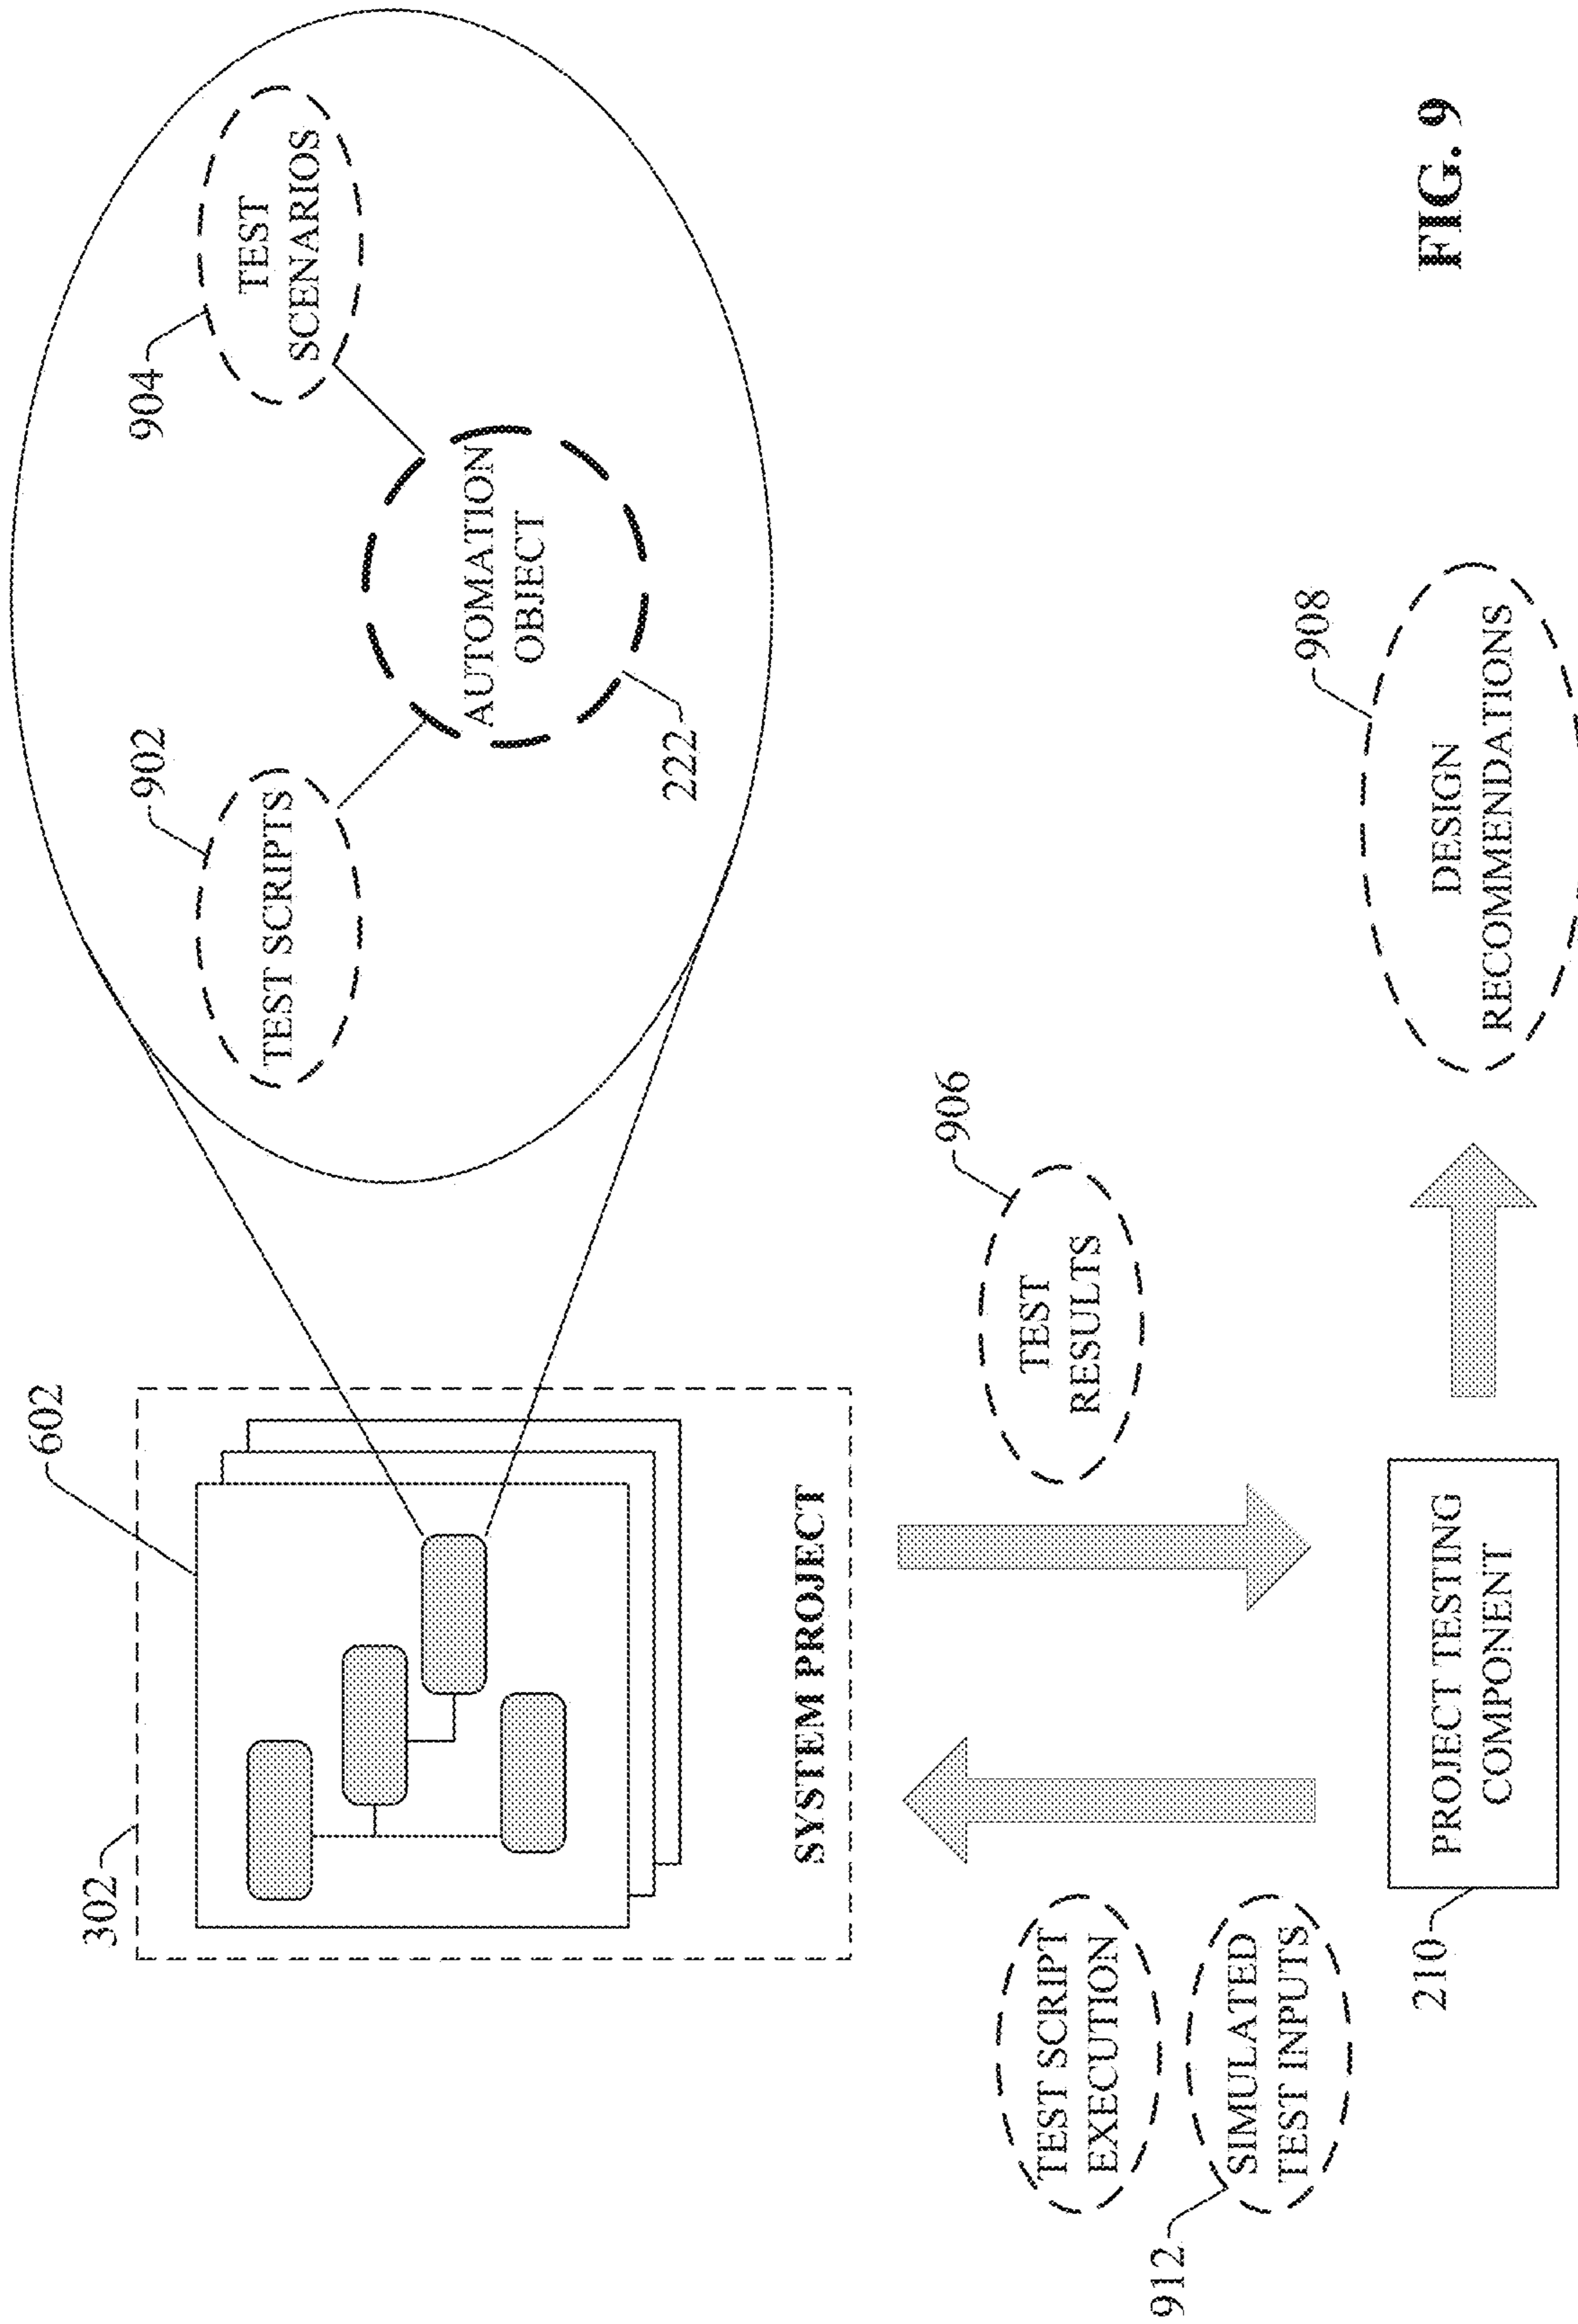 302
602
SYSTEM PROJECT
902
TEST SCRIPTS
904
TEST
SCENARIOS
AUTOMATION
OBJECT
222
TEST SCRIPT
EXECUTION
SIMULATED
TEST INPUTS
912
TEST
RESULTS
906
PROJECT TESTING
COMPONENT
210
DESIGN
RECOMMENDATIONS
908
FIG. 9